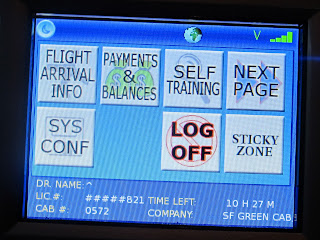 V
FLIGHT
ARRIVAL
INFO
PAYMENTS
&
BALANCES
SELF
TRAINING
NEXT
PAGE
SYS
CONF
LOG
OFF
STICKY
ZONE
DR. NAME: ^
LIC #: #####821 TIME LEFT: 10 H 27 M
CAB #: 0572 COMPANY: SF GREEN CAB